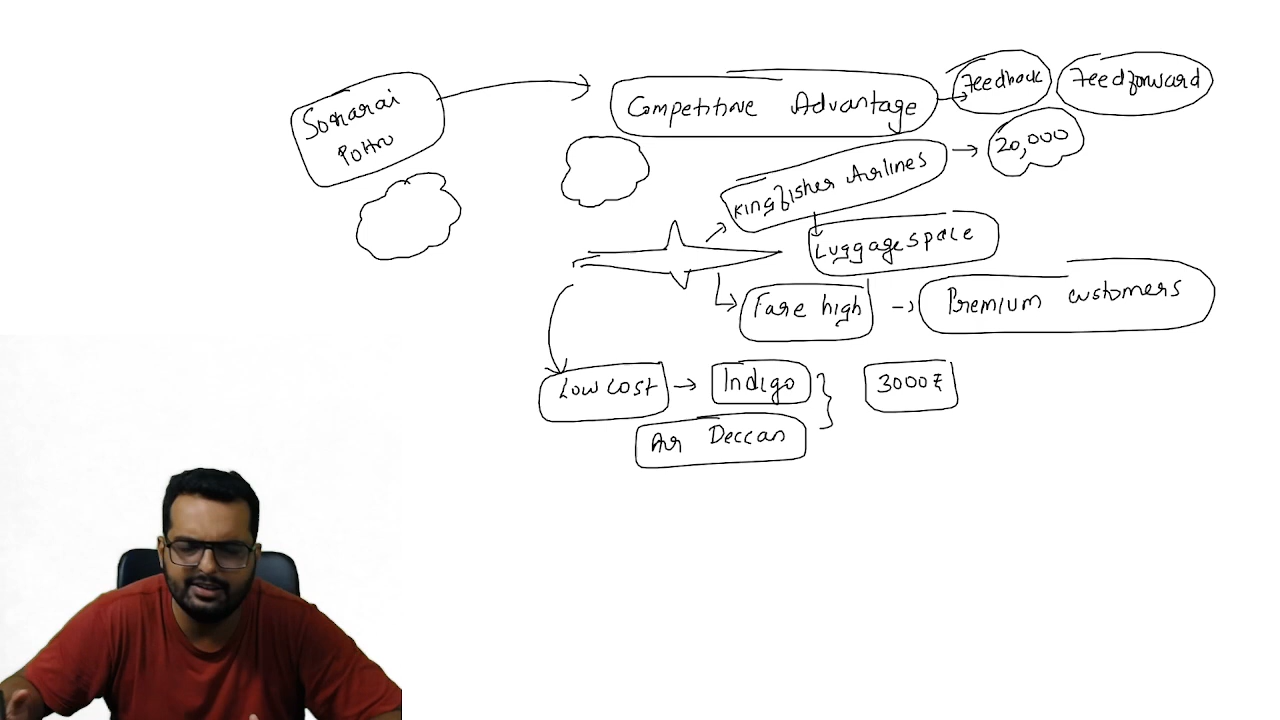 Soorarai
Pottru
Competitive Advantage
Feedback
Feedforward
Kingfisher Airlines
20,000
Luggage space
Fare high
Premium customers
Low cost
Indigo
Air Deccan
3000₹